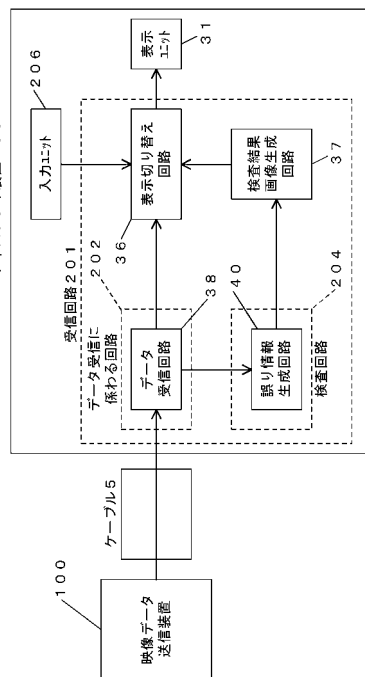 206
入力ユニット
受信回路201
202
データ受信に
係わる回路
36
表示切り替え
回路
表示
ユニット
31
100
映像データ
送信装置
ケーブル5
データ
受信回路
38
40
誤り情報
生成回路
検査回路
204
検査結果
画像生成
回路
37